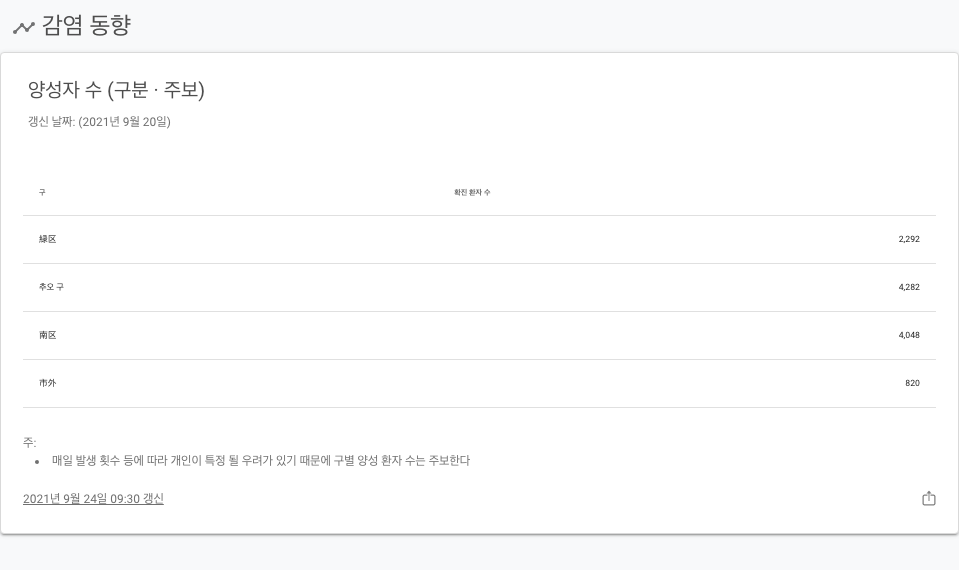 감염 동향
양성자 수 (구분 · 주보)
갱신 날짜: (2021년 9월 20일)
구 확진 환자 수
緑区 2,292
추오 구 4,282
南区 4,048
市外 820
주:
• 매일 발생 횟수 등에 따라 개인이 특정 될 우려가 있기 때문에 구별 양성 환자 수는 주보한다
2021년 9월 24일 09:30 갱신